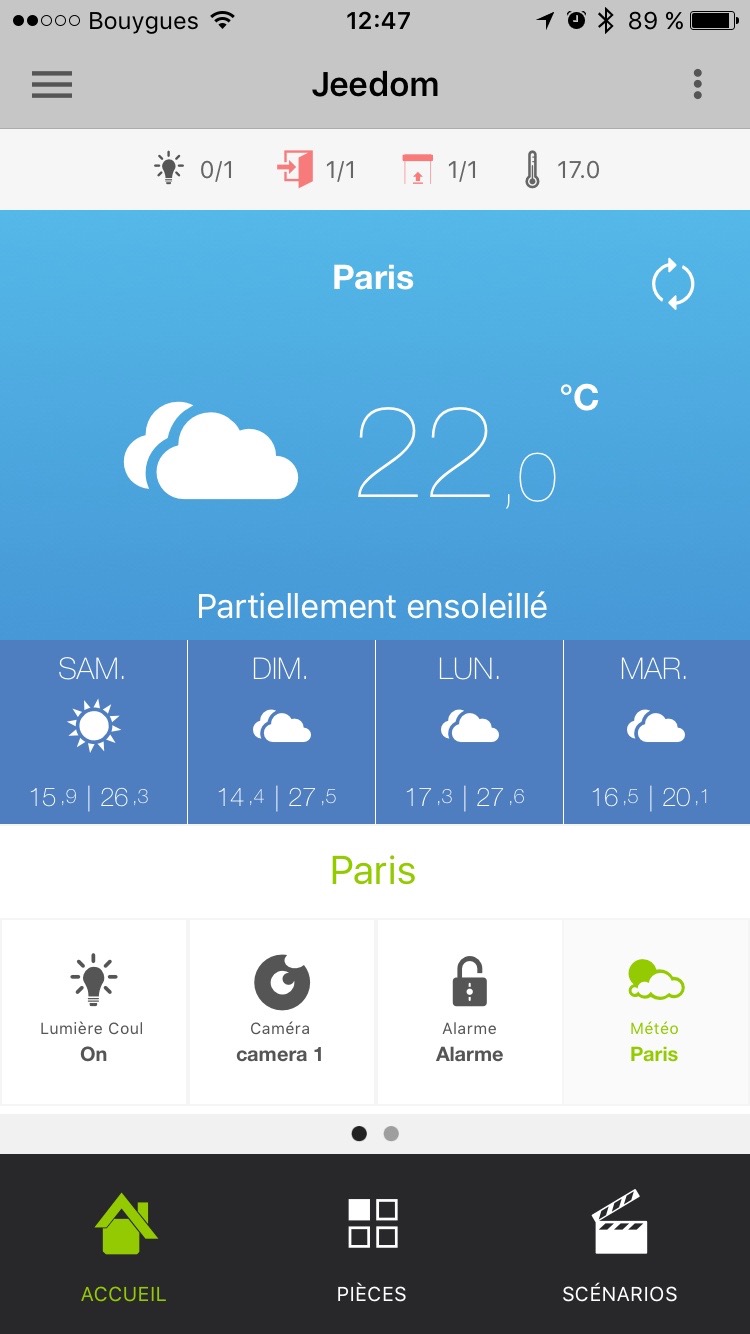 Bouygues 12:47 89 %
Jeedom
0/1 1/1 1/1 17.0
Paris
22,0 °C
Partiellement ensoleillé
SAM. DIM. LUN. MAR.
15,9 | 26,3 14,4 | 27,5 17,3 | 27,6 16,5 | 20,1
Paris
Lumière Coul Caméra Alarme Météo
On camera 1 Alarme Paris
ACCUEIL PIÈCES SCÉNARIOS